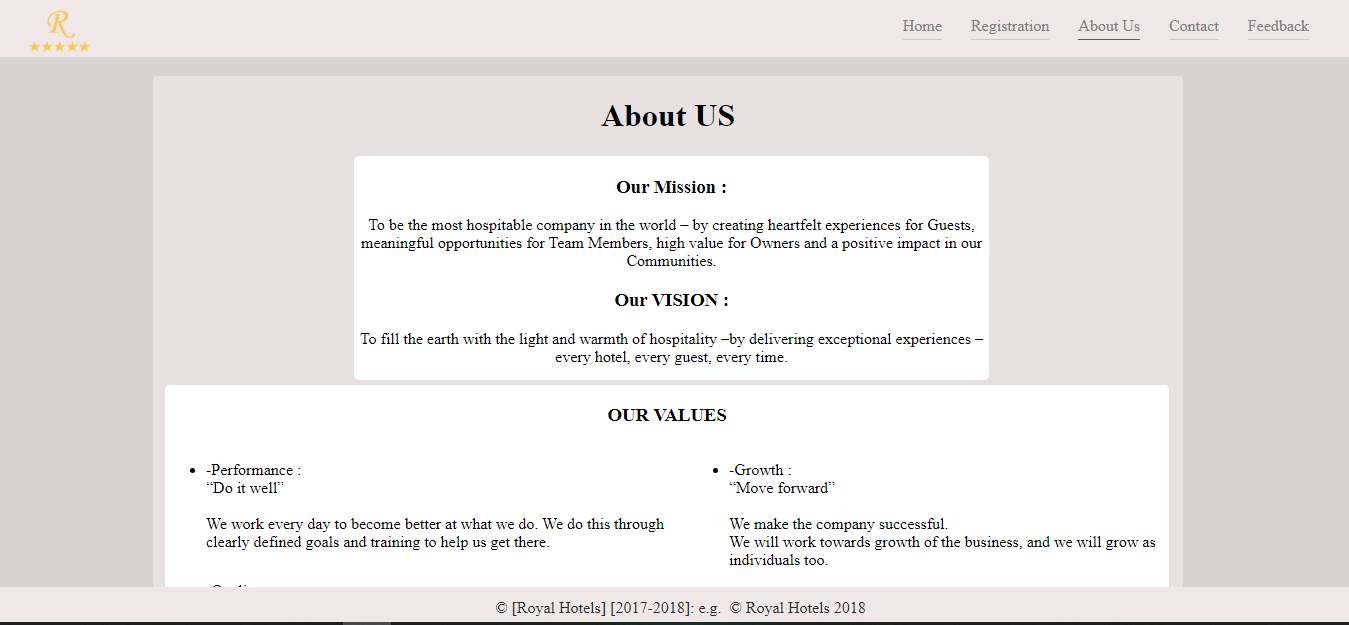 R
Home Registration About Us Contact Feedback
About US
Our Mission :
To be the most hospitable company in the world – by creating heartfelt experiences for Guests,
meaningful opportunities for Team Members, high value for Owners and a positive impact in our
Communities.
Our VISION :
To fill the earth with the light and warmth of hospitality –by delivering exceptional experiences –
every hotel, every guest, every time.
OUR VALUES
-Performance :
“Do it well”
We work every day to become better at what we do. We do this through
clearly defined goals and training to help us get there.
-Growth :
“Move forward”
We make the company successful.
We will work towards growth of the business, and we will grow as
individuals too.
© [Royal Hotels] [2017-2018]: e.g.  © Royal Hotels 2018